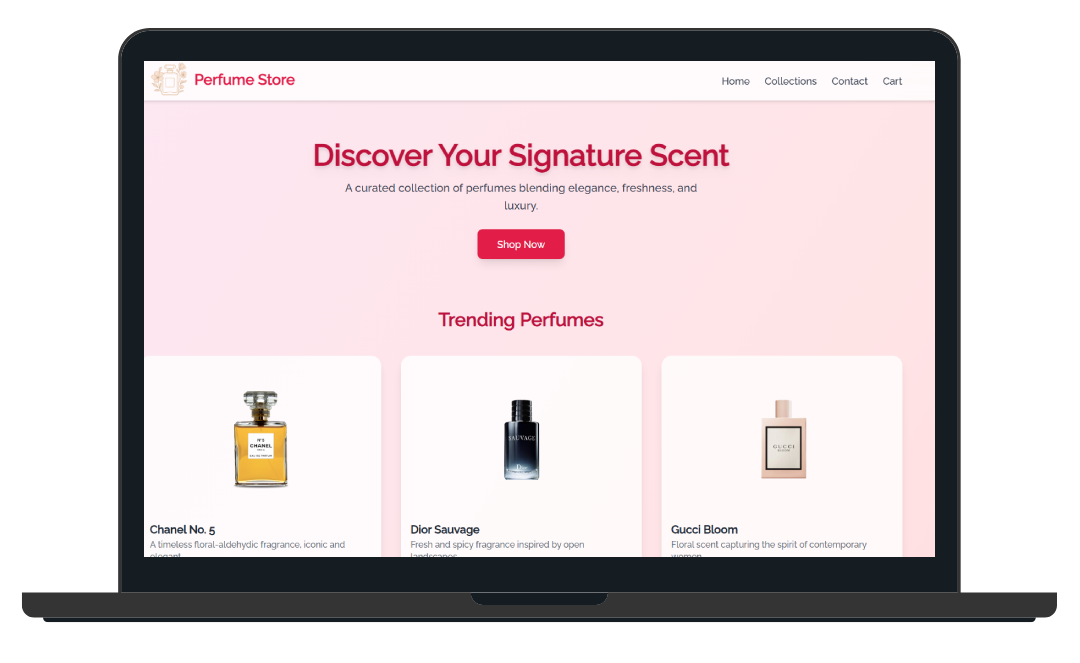 Perfume Store
Home Collections Contact Cart
Discover Your Signature Scent
A curated collection of perfumes blending elegance, freshness, and
luxury.
Shop Now
Trending Perfumes
N°5
CHANEL
PARIS
EAU DE PARFUM
SAUVAGE
Dior
GUCCI
BLOOM
Chanel No. 5
A timeless floral-aldehydic fragrance, iconic and
elegant.
Dior Sauvage
Fresh and spicy fragrance inspired by open
landscapes.
Gucci Bloom
Floral scent capturing the spirit of contemporary
women.